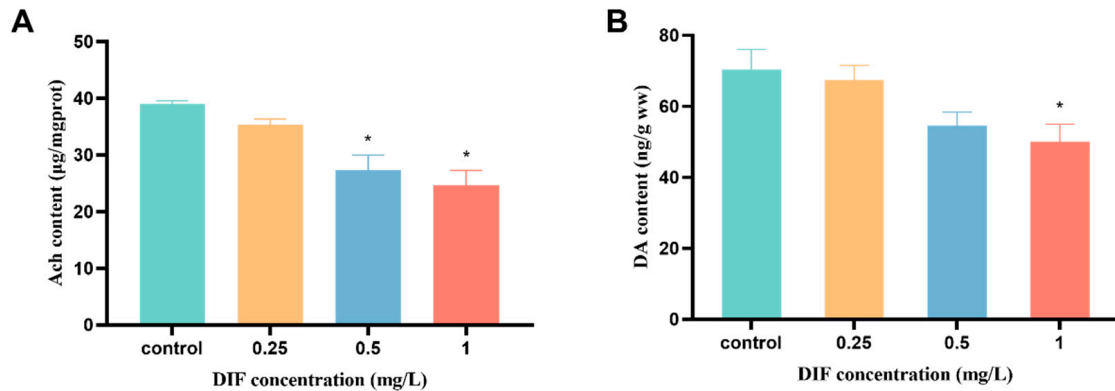 A
Ach content (μg/mgprot)
50
40
30
20
10
0
*
*
control 0.25 0.5 1
DIF concentration (mg/L)
B
DA content (ng/g ww)
80
60
40
20
0
*
control 0.25 0.5 1
DIF concentration (mg/L)